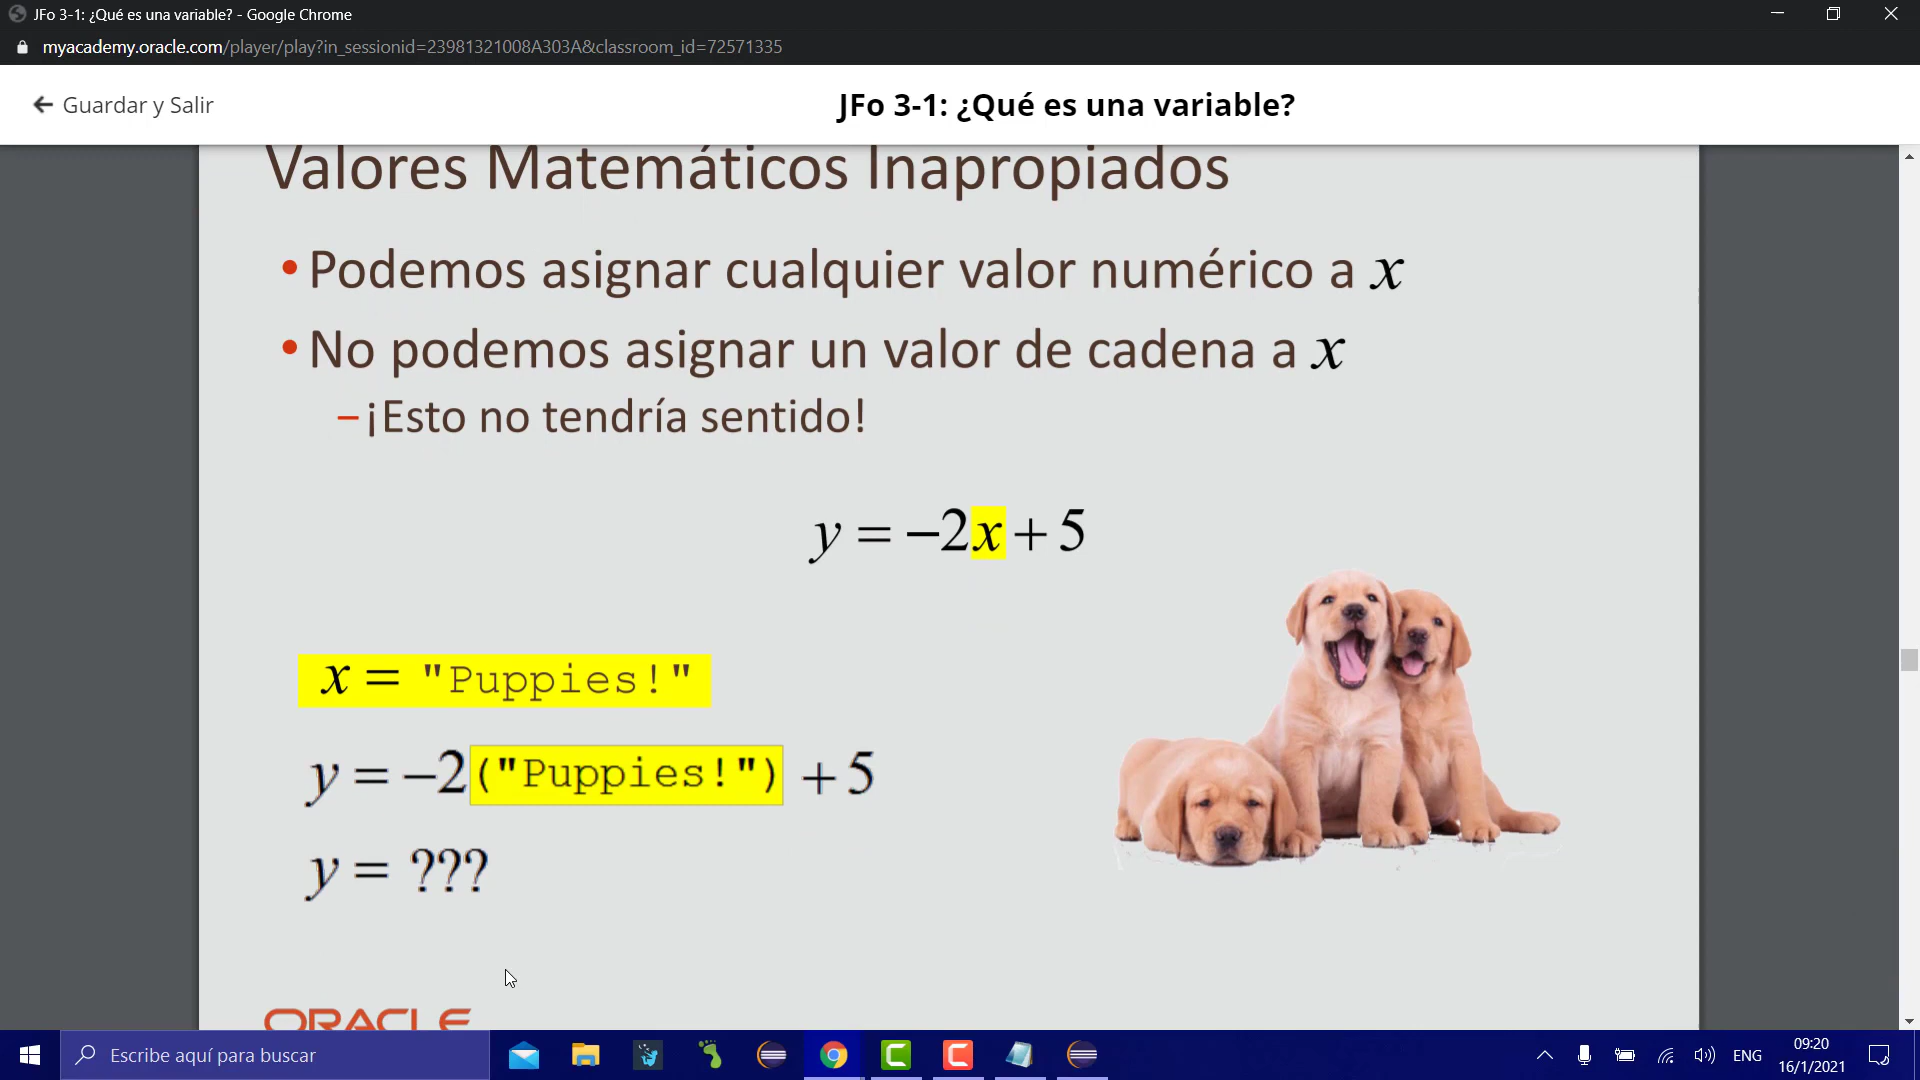 JFo 3-1: ¿Qué es una variable? - Google Chrome
myacademy.oracle.com/player/play?in_sessionid=23981321008A303A&classroom_id=72571335
Guardar y Salir
JFo 3-1: ¿Qué es una variable?
Valores Matemáticos Inapropiados
•Podemos asignar cualquier valor numérico a x
•No podemos asignar un valor de cadena a x
–¡Esto no tendría sentido!
y = −2x + 5
x = "Puppies!"
y = −2("Puppies!") + 5
y = ???
ORACLE
Escribe aquí para buscar
ENG
09:20
16/1/2021